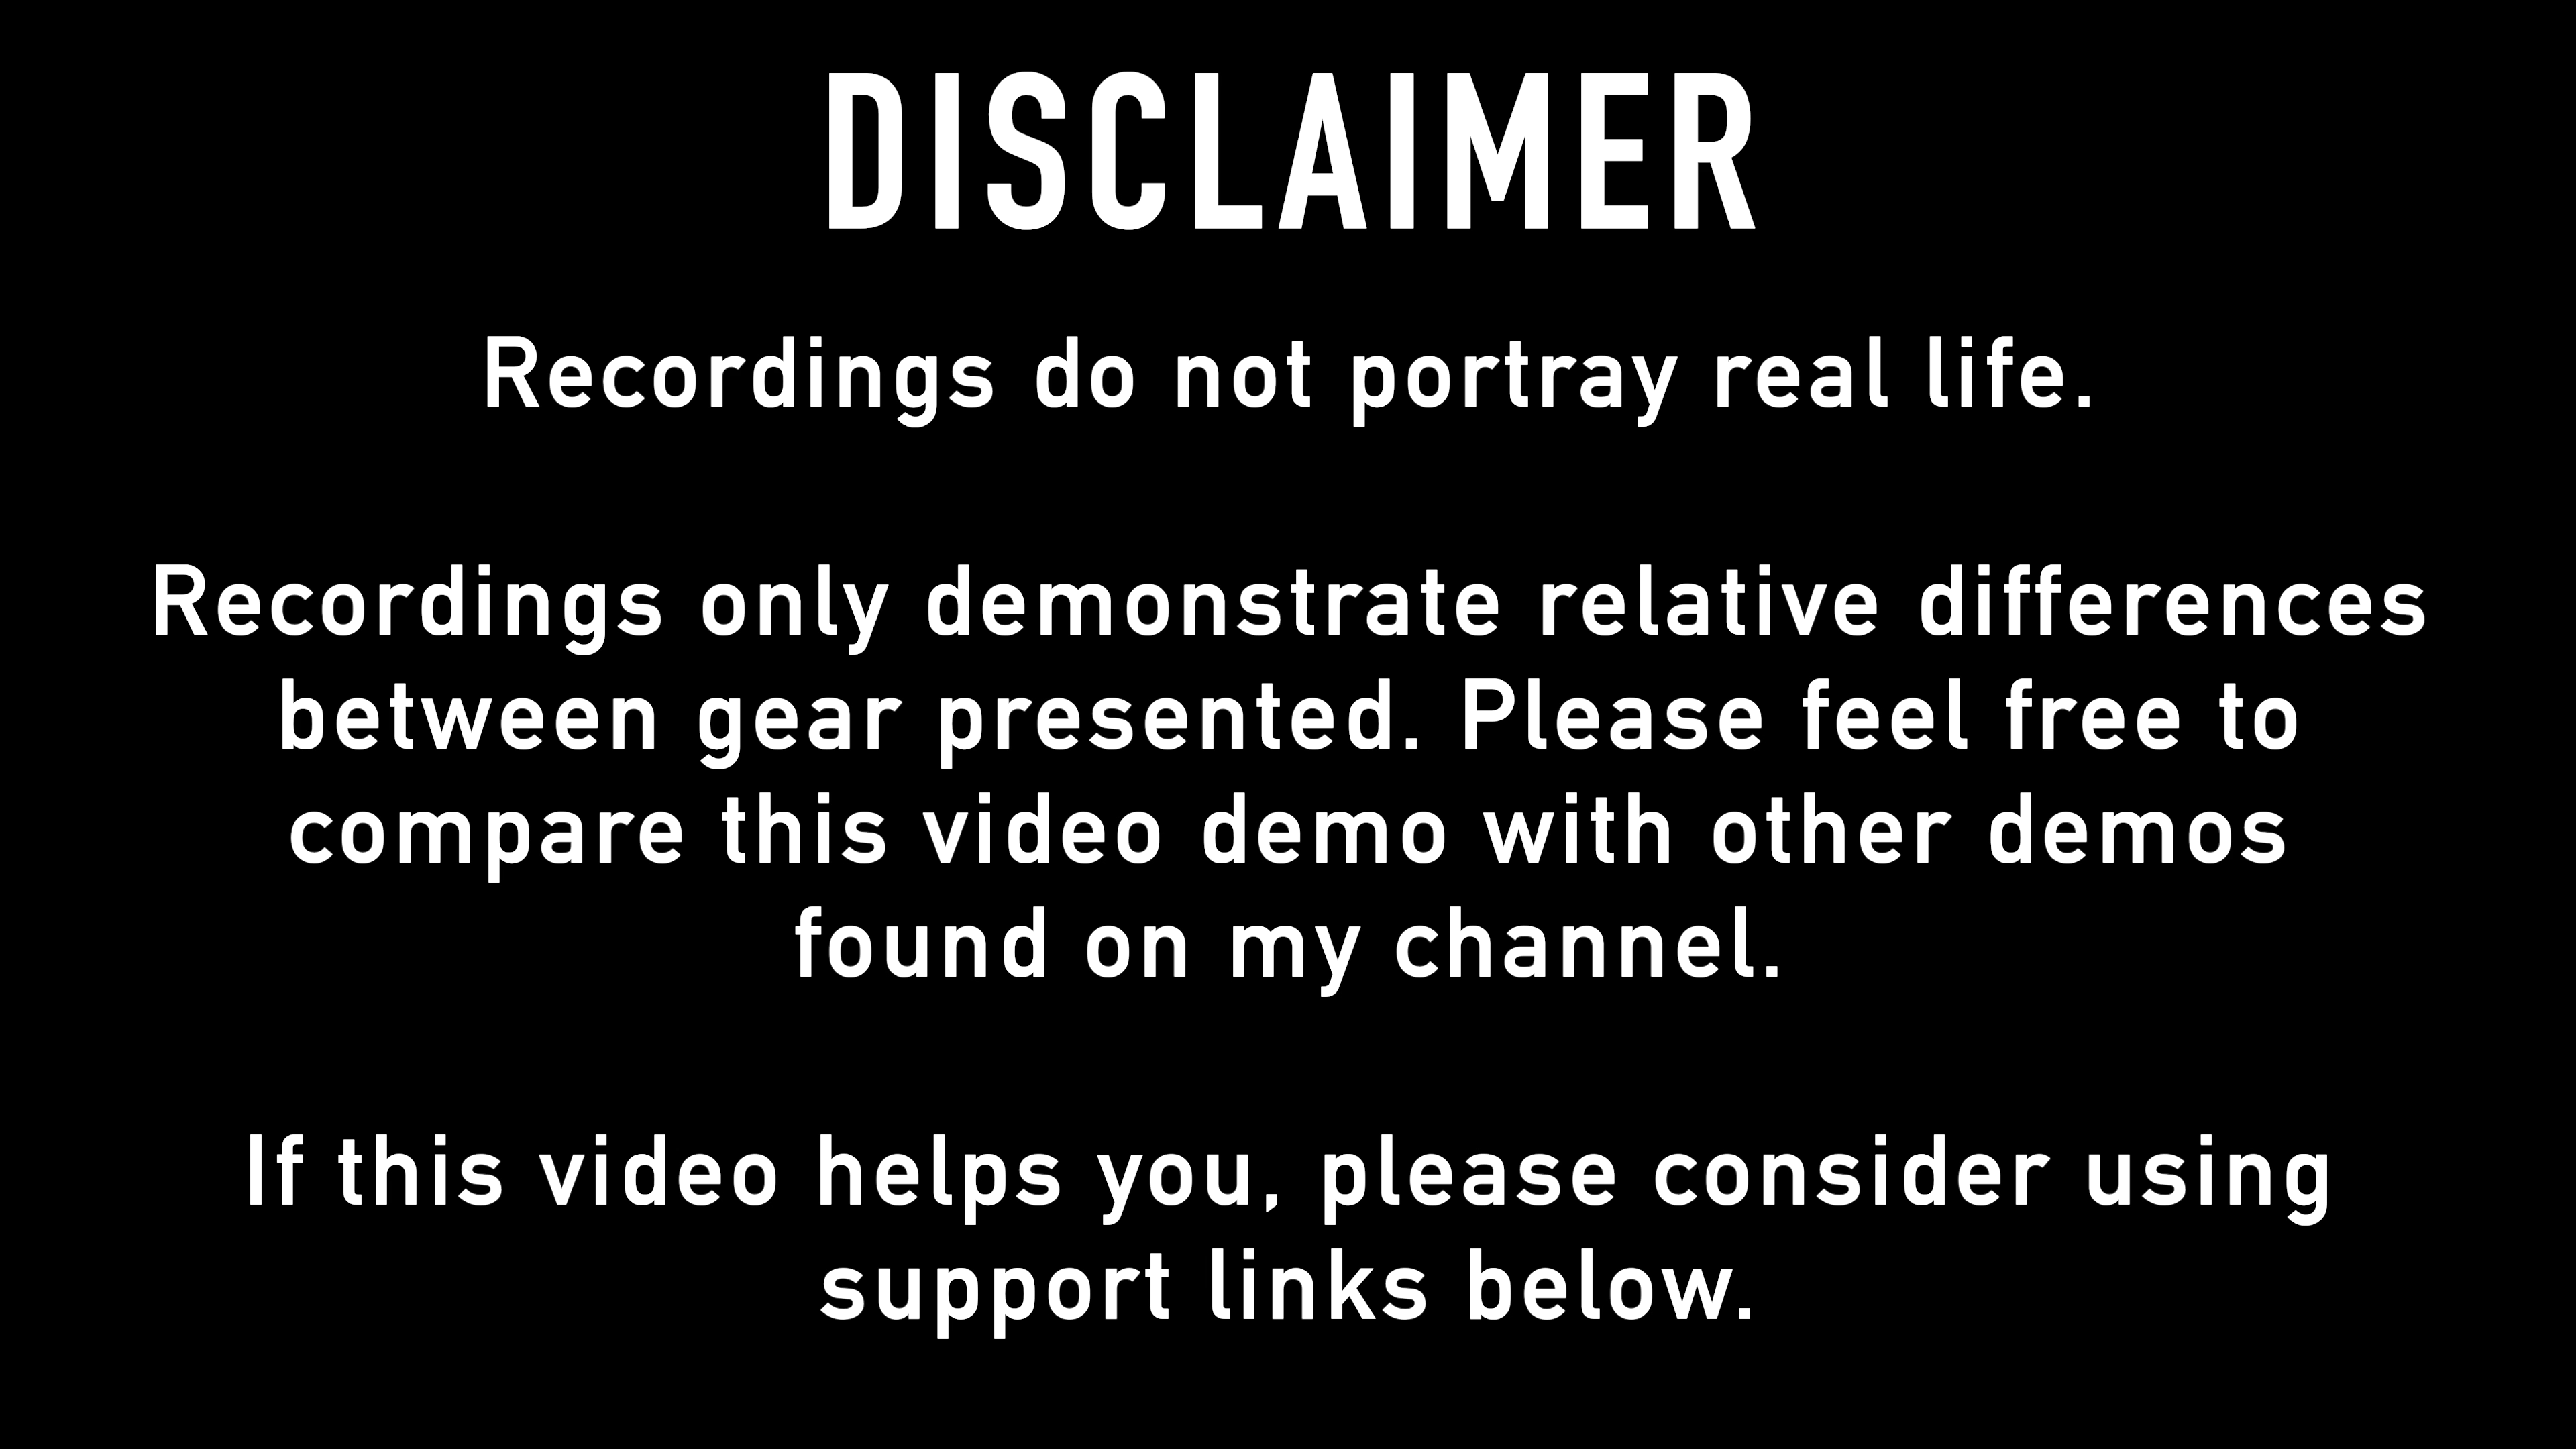 DISCLAIMER
Recordings do not portray real life.
Recordings only demonstrate relative differences
between gear presented. Please feel free to
compare this video demo with other demos
found on my channel.
If this video helps you, please consider using
support links below.